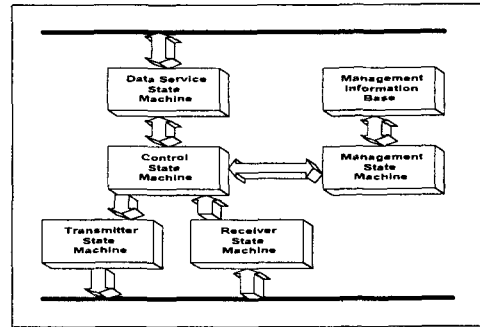 Data Service
State
Machine
Management
Information
Base
Control
State
Machine
Management
State
Machine
Transmitter
State
Machine
Receiver
State
Machine